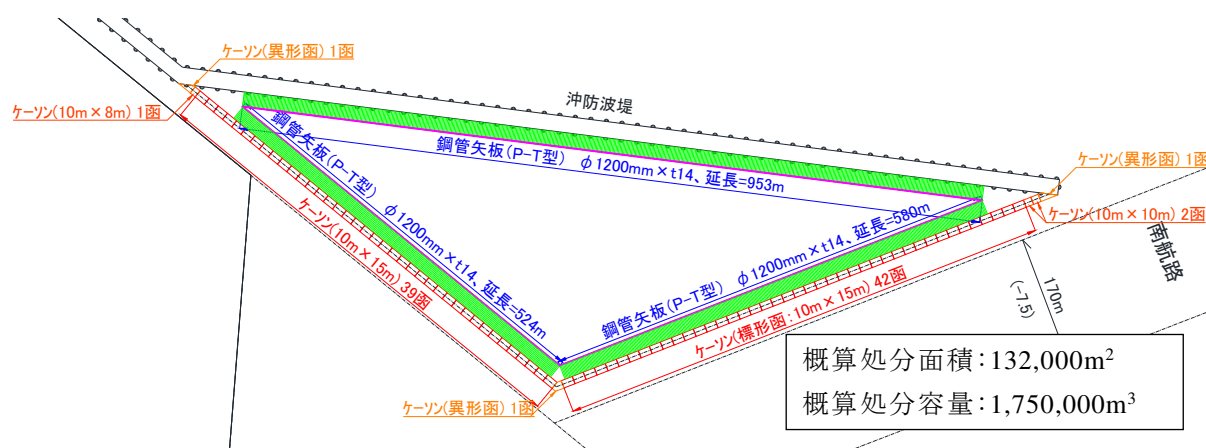 ケーソン(異形函) 1函
ケーソン(10m×8m) 1函
沖防波堤
鋼管矢板(P-T型) φ1200mm×t14、延長=953m
ケーソン(異形函) 1函
ケーソン(10m×10m) 2函
南航路
鋼管矢板(P-T型) φ1200mm×t14、延長=524m
ケーソン(10m×15m) 39函
鋼管矢板(P-T型) φ1200mm×t14、延長=580m
ケーソン(標形函:10m×15m) 42函
170m
(-7.5)
ケーソン(異形函) 1函
概算処分面積:132,000m²
概算処分容量:1,750,000m³